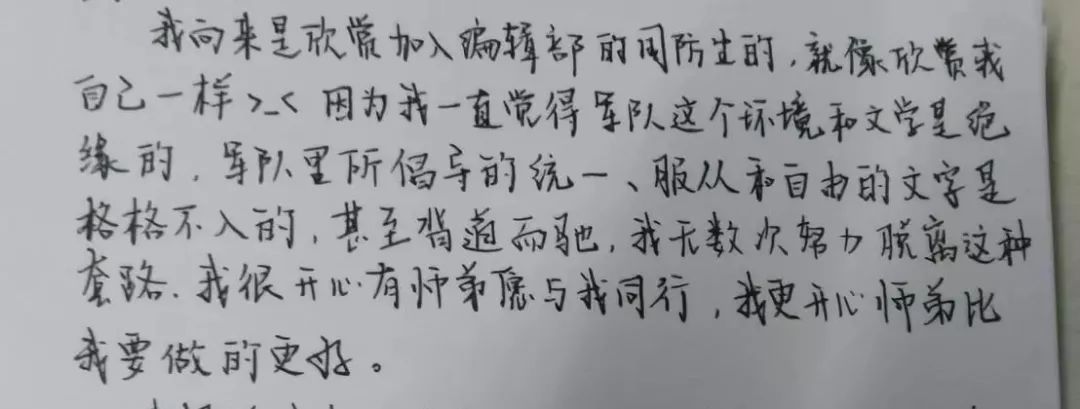 我向来是欣赏加入编辑部的国防生的，就像欣赏我
自己一样>_< 因为我一直觉得军队这个环境和文学是绝
缘的，军队里所倡导的统一、服从和自由的文字是
格格不入的，甚至背道而驰，我无数次努力脱离这种
套路.我很开心有师弟愿与我同行，我更开心师弟比
我要做的更好。